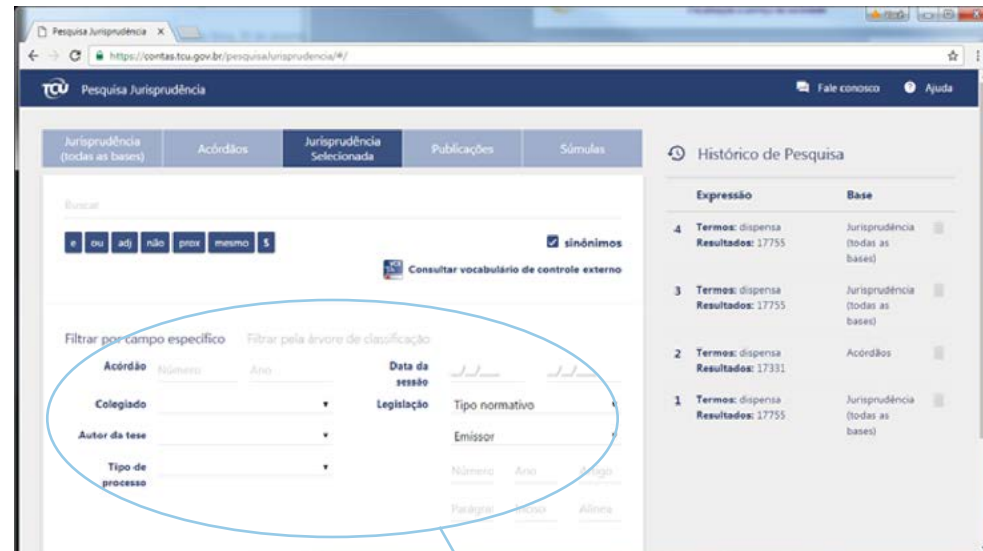 Pesquisa Jurisprudência
https://contas.tcu.gov.br/pesquisaJurisprudencia/#/
TCU Pesquisa Jurisprudência
Fale conosco
Ajuda
Jurisprudência
(todas as bases)
Acórdãos
Jurisprudência
Selecionada
Publicações
Súmulas
Buscar
e ou adj não prox mesmo $
sinônimos
Consultar vocabulário de controle externo
Filtrar por campo específico
Filtrar pela árvore de classificação
Acórdão Número Ano
Data da
sessão
_/_/__ _/_/__
Colegiado
Legislação Tipo normativo
Autor da tese
Emissor
Tipo de
processo
Número Ano Artigo
Inciso Alínea
Histórico de Pesquisa
Expressão Base
4 Termos: dispensa Jurisprudência
Resultados: 17755 (todas as
bases)
3 Termos: dispensa Jurisprudência
Resultados: 17755 (todas as
bases)
2 Termos: dispensa Acórdãos
Resultados: 17331
1 Termos: dispensa Jurisprudência
Resultados: 17755 (todas as
bases)